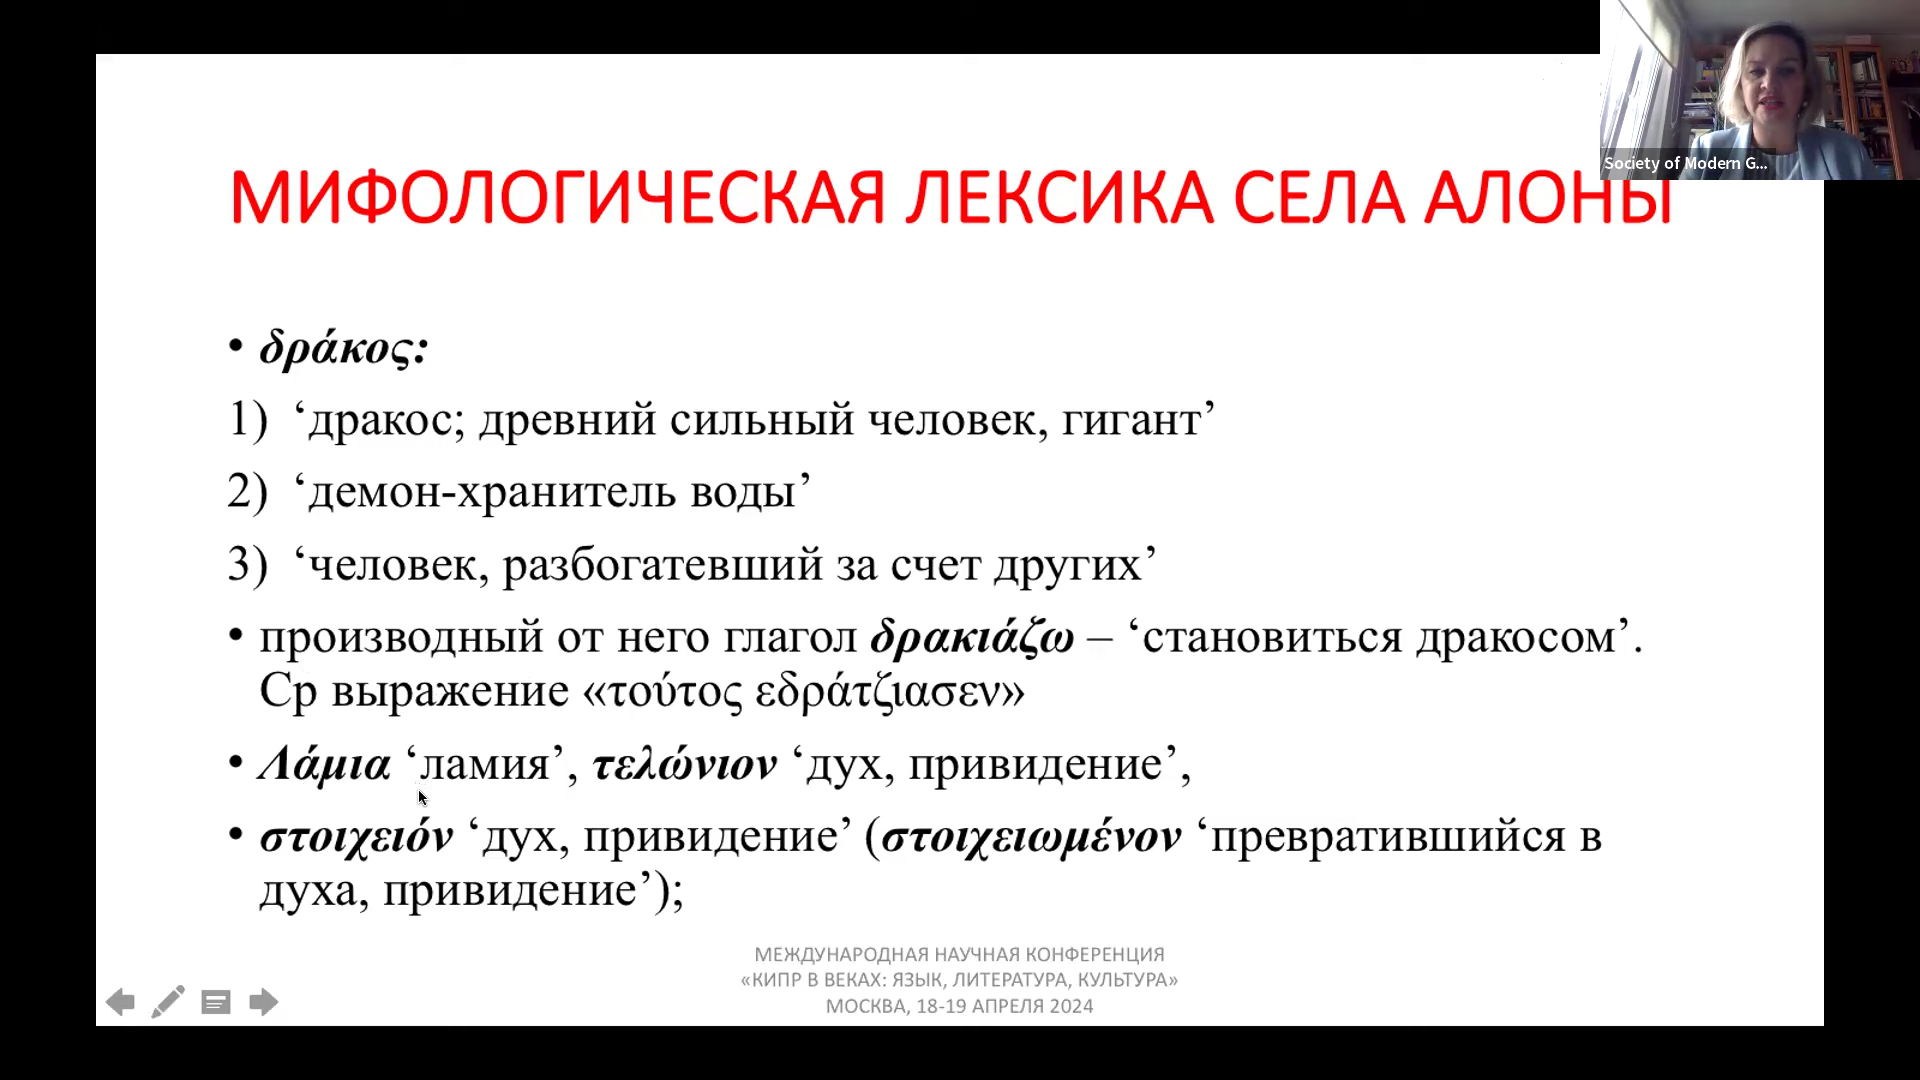 Society of Modern G...
МИФОЛОГИЧЕСКАЯ ЛЕКСИКА СЕЛА АЛОНЫ
• δράκος:
1) ‘дракос; древний сильный человек, гигант’
2) ‘демон-хранитель воды’
3) ‘человек, разбогатевший за счет других’
• производный от него глагол δρακιάζω – ‘становиться дракосом’.
Ср выражение «τούτος εδράτζιασεν»
• Λάμια ‘ламия’, τελώνιον ‘дух, привидение’,
• στοιχειόν ‘дух, привидение’ (στοιχειωμένον ‘превратившийся в
духа, привидение’);
МЕЖДУНАРОДНАЯ НАУЧНАЯ КОНФЕРЕНЦИЯ
«КИПР В ВЕКАХ: ЯЗЫК, ЛИТЕРАТУРА, КУЛЬТУРА»
МОСКВА, 18-19 АПРЕЛЯ 2024